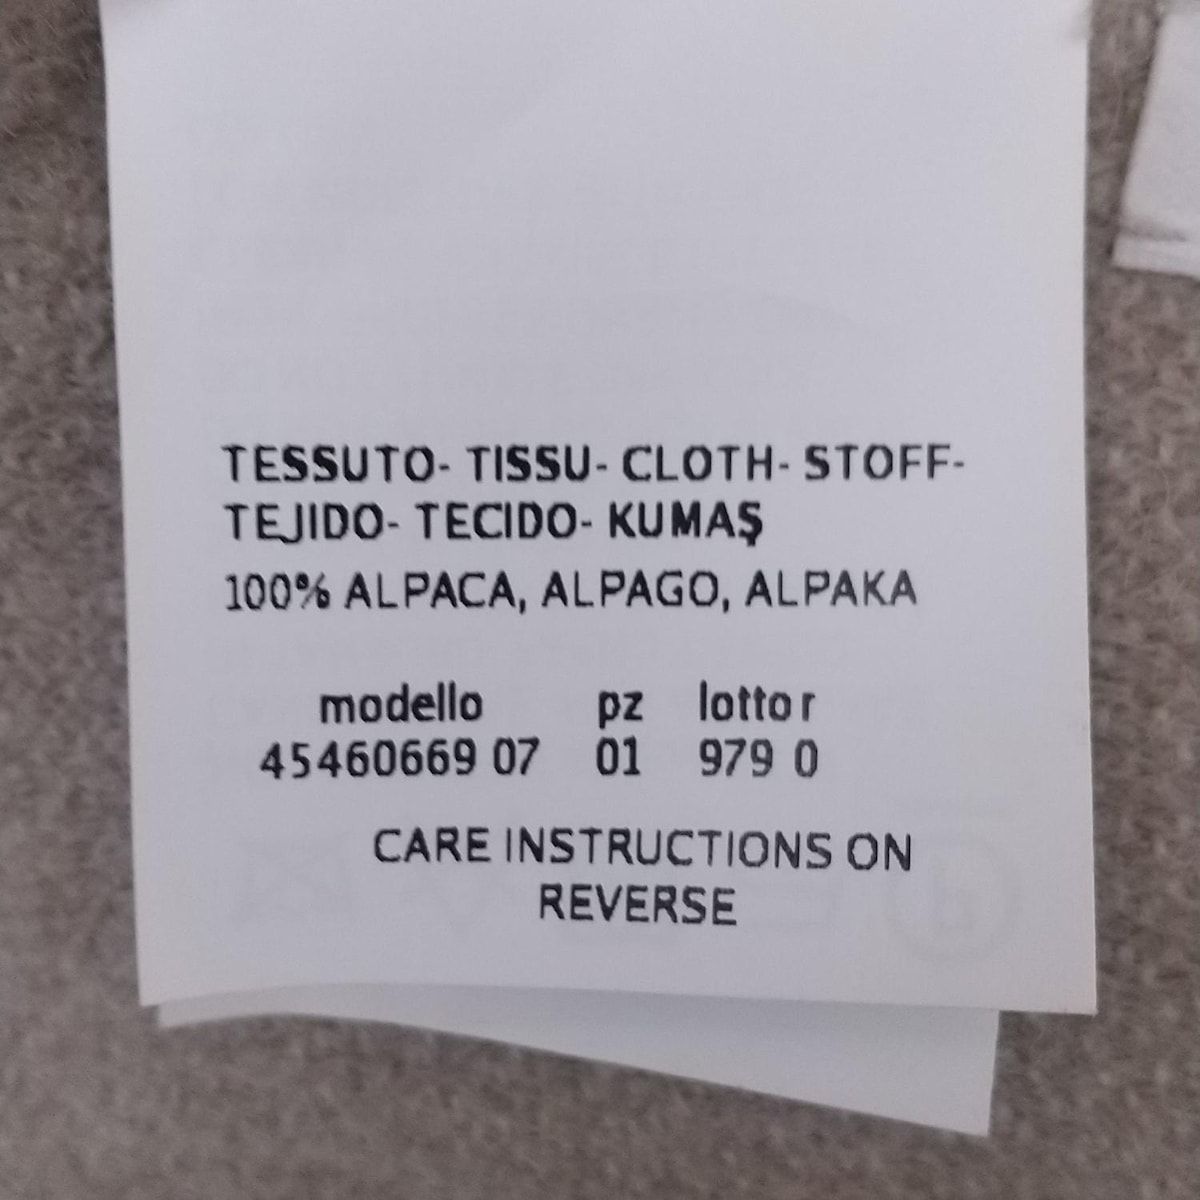 TESSUTO- TISSU- CLOTH- STOFF-
TEJIDO- TECIDO- KUMAŞ
100% ALPACA, ALPAGO, ALPAKA
modello pz lotto r
45460669 07 01 979 0
CARE INSTRUCTIONS ON
REVERSE